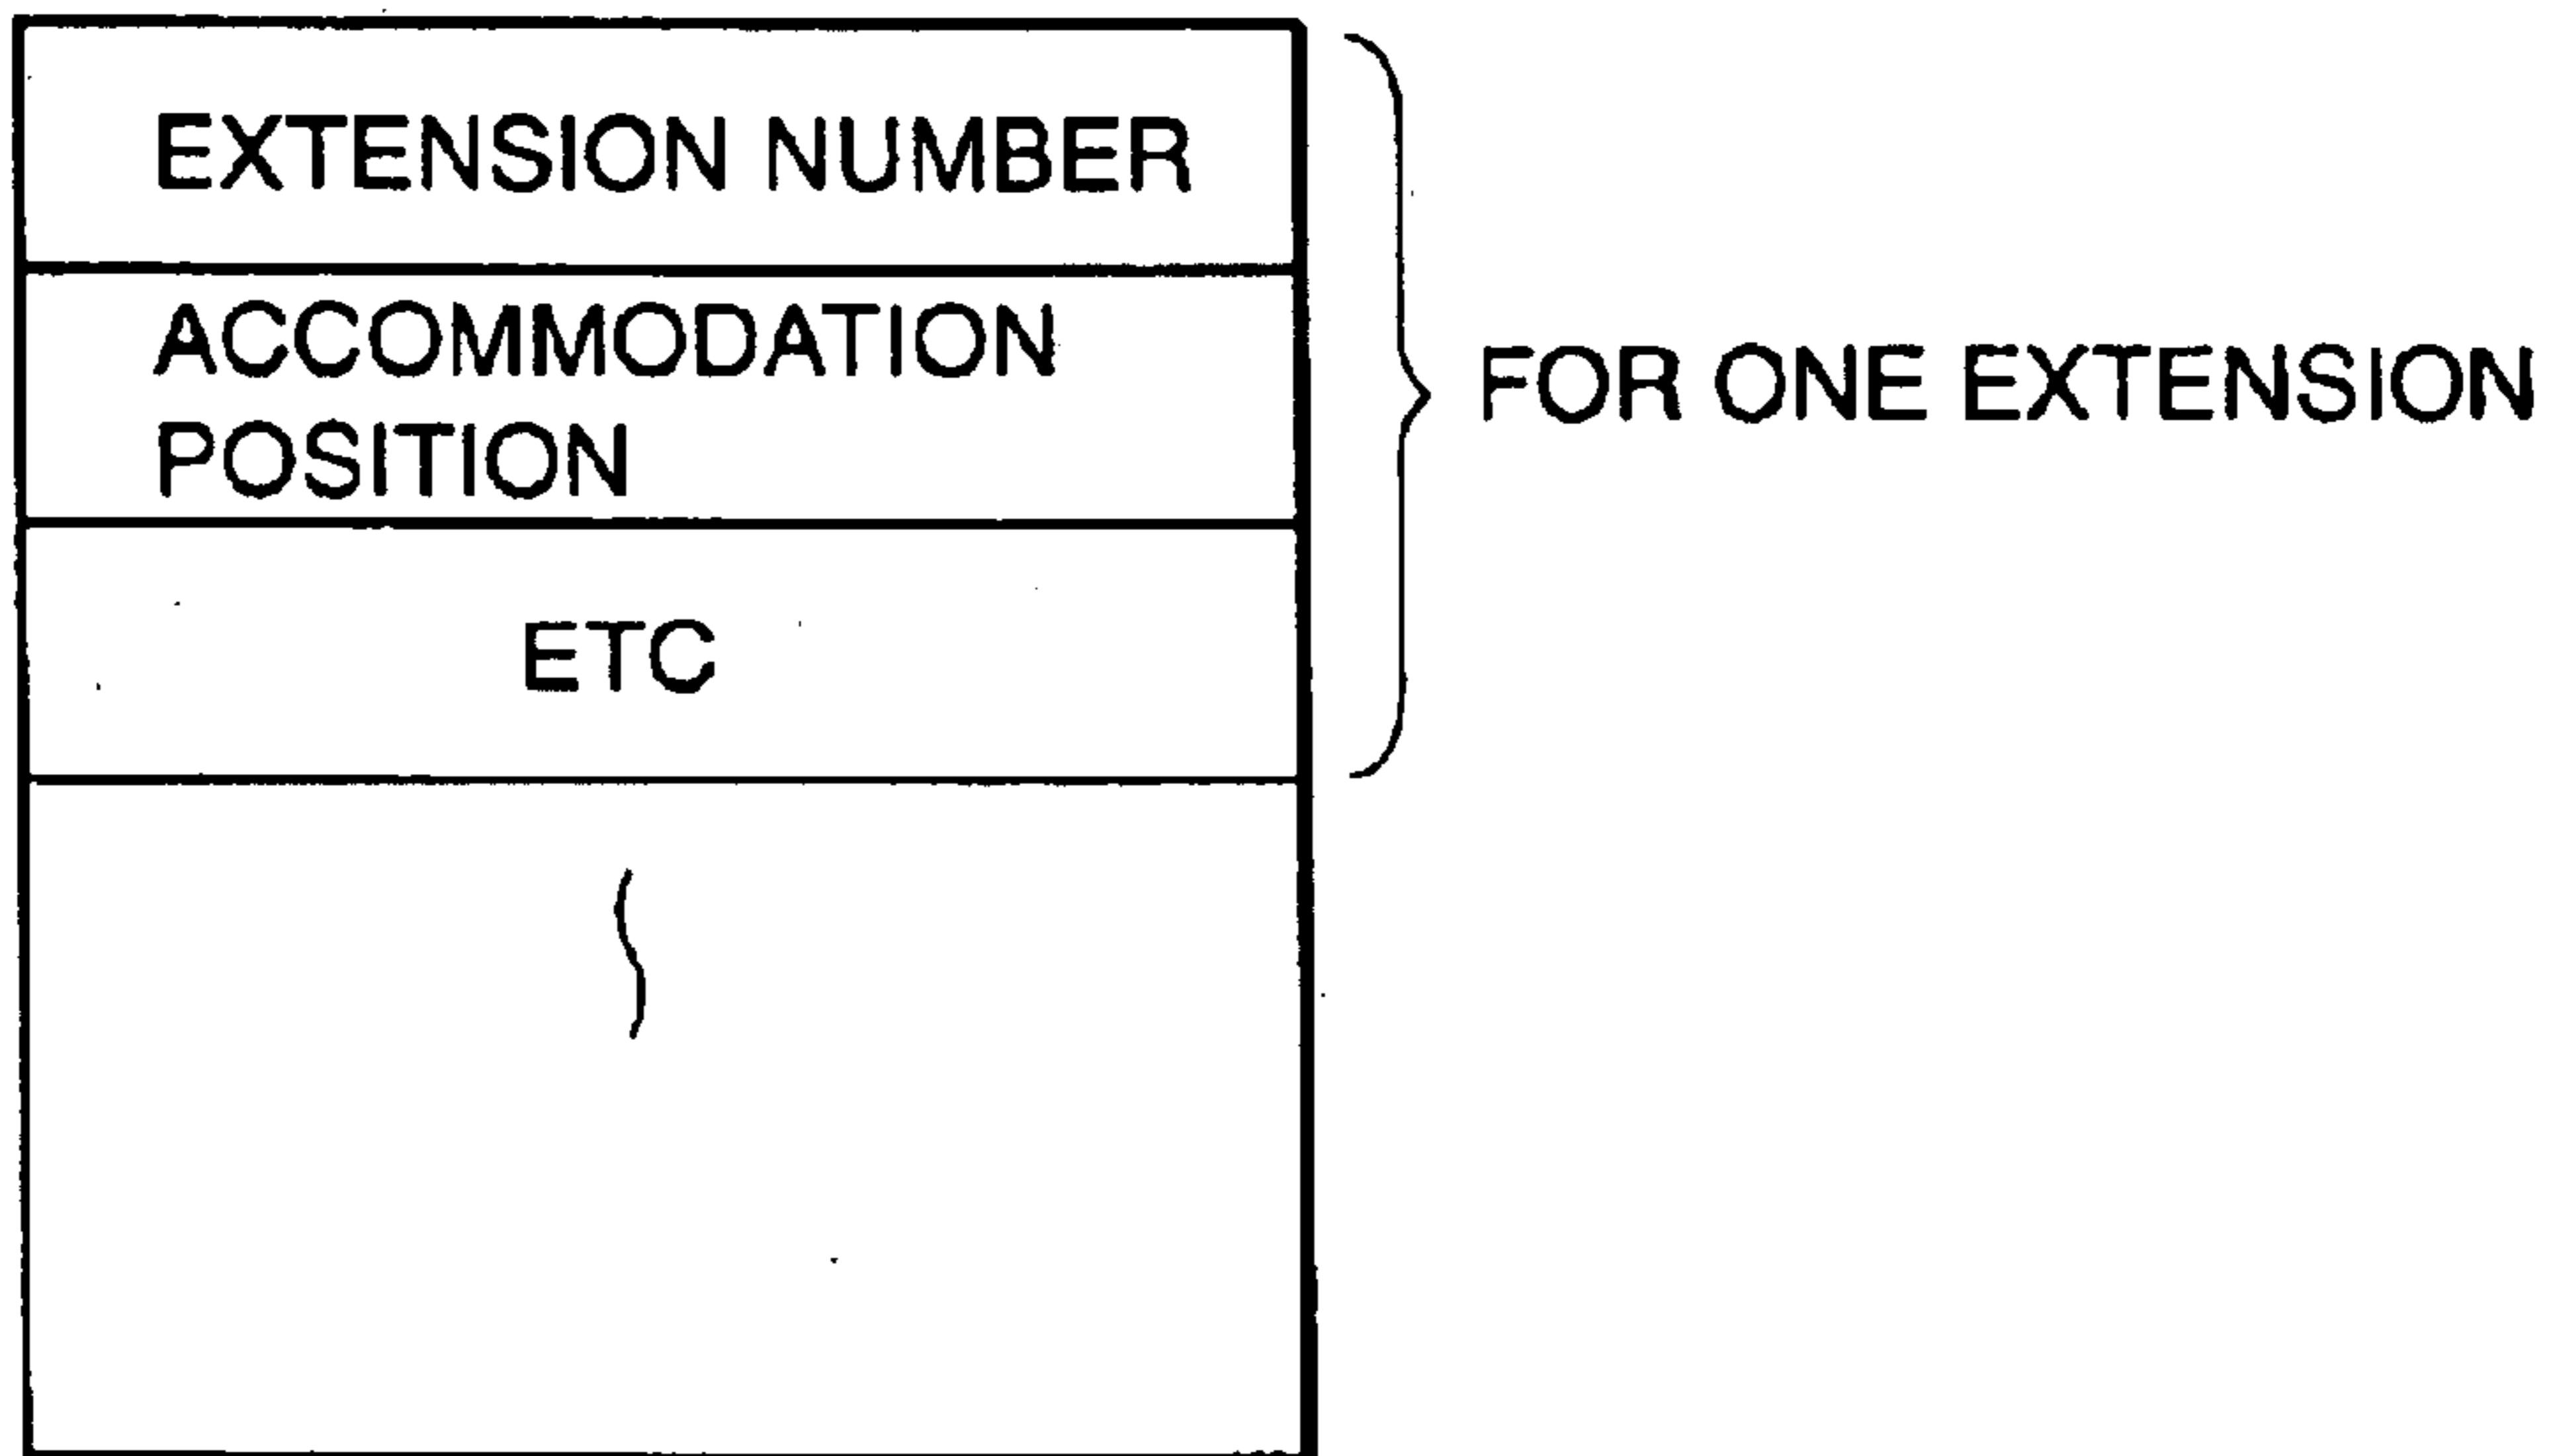 EXTENSION NUMBER
ACCOMMODATION
POSITION
FOR ONE EXTENSION
ETC